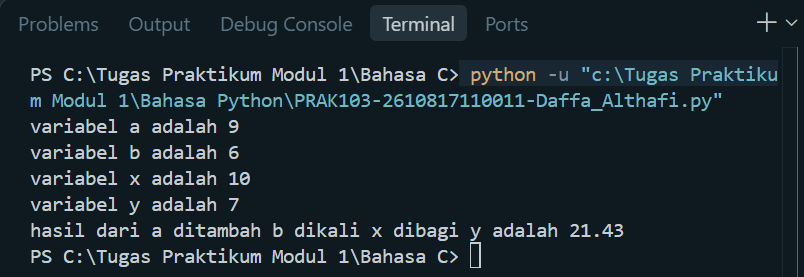 Problems Output Debug Console Terminal Ports
PS C:\Tugas Praktikum Modul 1\Bahasa C> python -u "c:\Tugas Praktiku
m Modul 1\Bahasa Python\PRAK103-2610817110011-Daffa_Althafi.py"
variabel a adalah 9
variabel b adalah 6
variabel x adalah 10
variabel y adalah 7
hasil dari a ditambah b dikali x dibagi y adalah 21.43
PS C:\Tugas Praktikum Modul 1\Bahasa C>